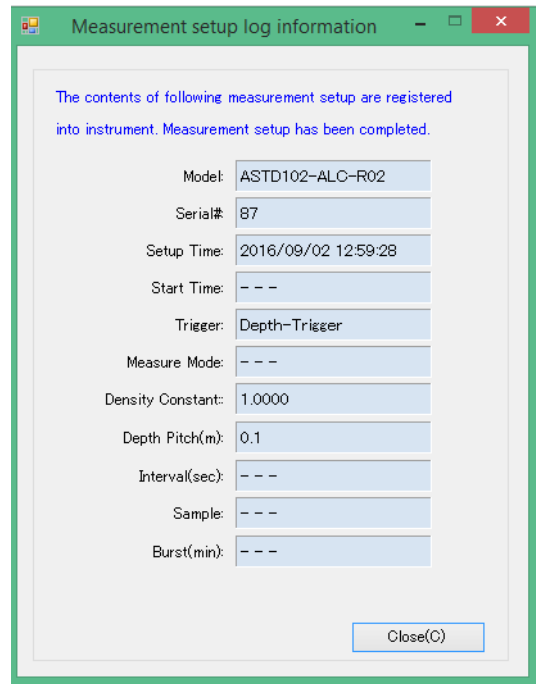 Measurement setup log information
The contents of following measurement setup are registered
into instrument. Measurement setup has been completed.
Model: ASTD102-ALC-R02
Serial#: 87
Setup Time: 2016/09/02 12:59:28
Start Time: - - -
Trigger: Depth-Trigger
Measure Mode: - - -
Density Constant:: 1.0000
Depth Pitch(m): 0.1
Interval(sec): - - -
Sample: - - -
Burst(min): - - -
Close(C)